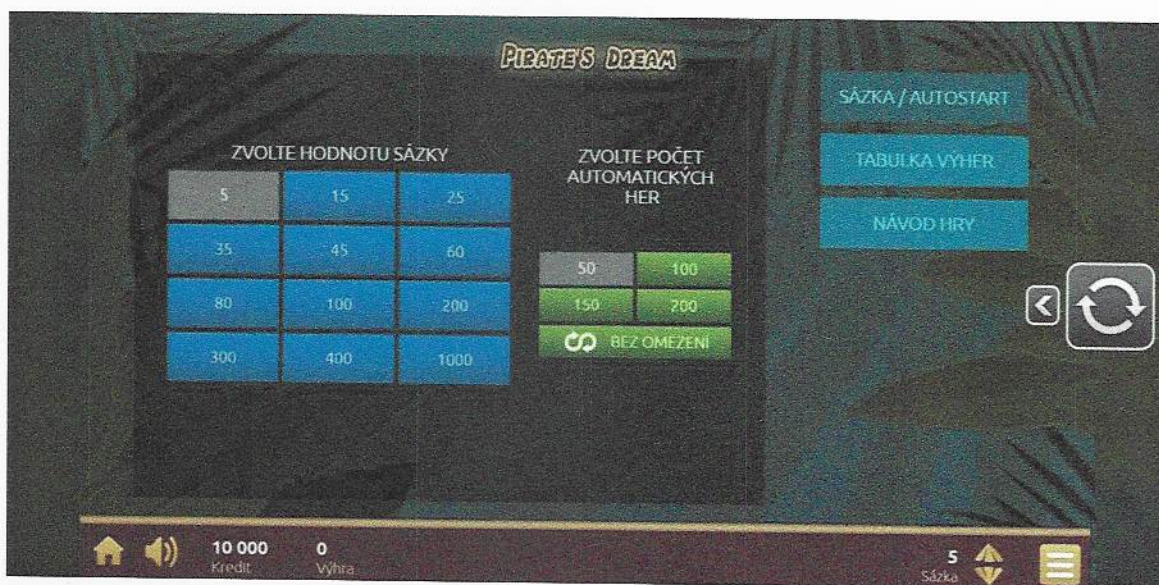 PIRATE'S DREAM
ZVOLTE HODNOTU SÁZKY
5 15 25
35 45 60
80 100 200
300 400 1000
ZVOLTE POČET
AUTOMATICKÝCH
HER
50 100
150 200
BEZ OMEZENÍ
SÁZKA / AUTOSTART
TABULKA VÝHER
NÁVOD HRY
10 000
Kredit
0
Výhra
5
Sázka